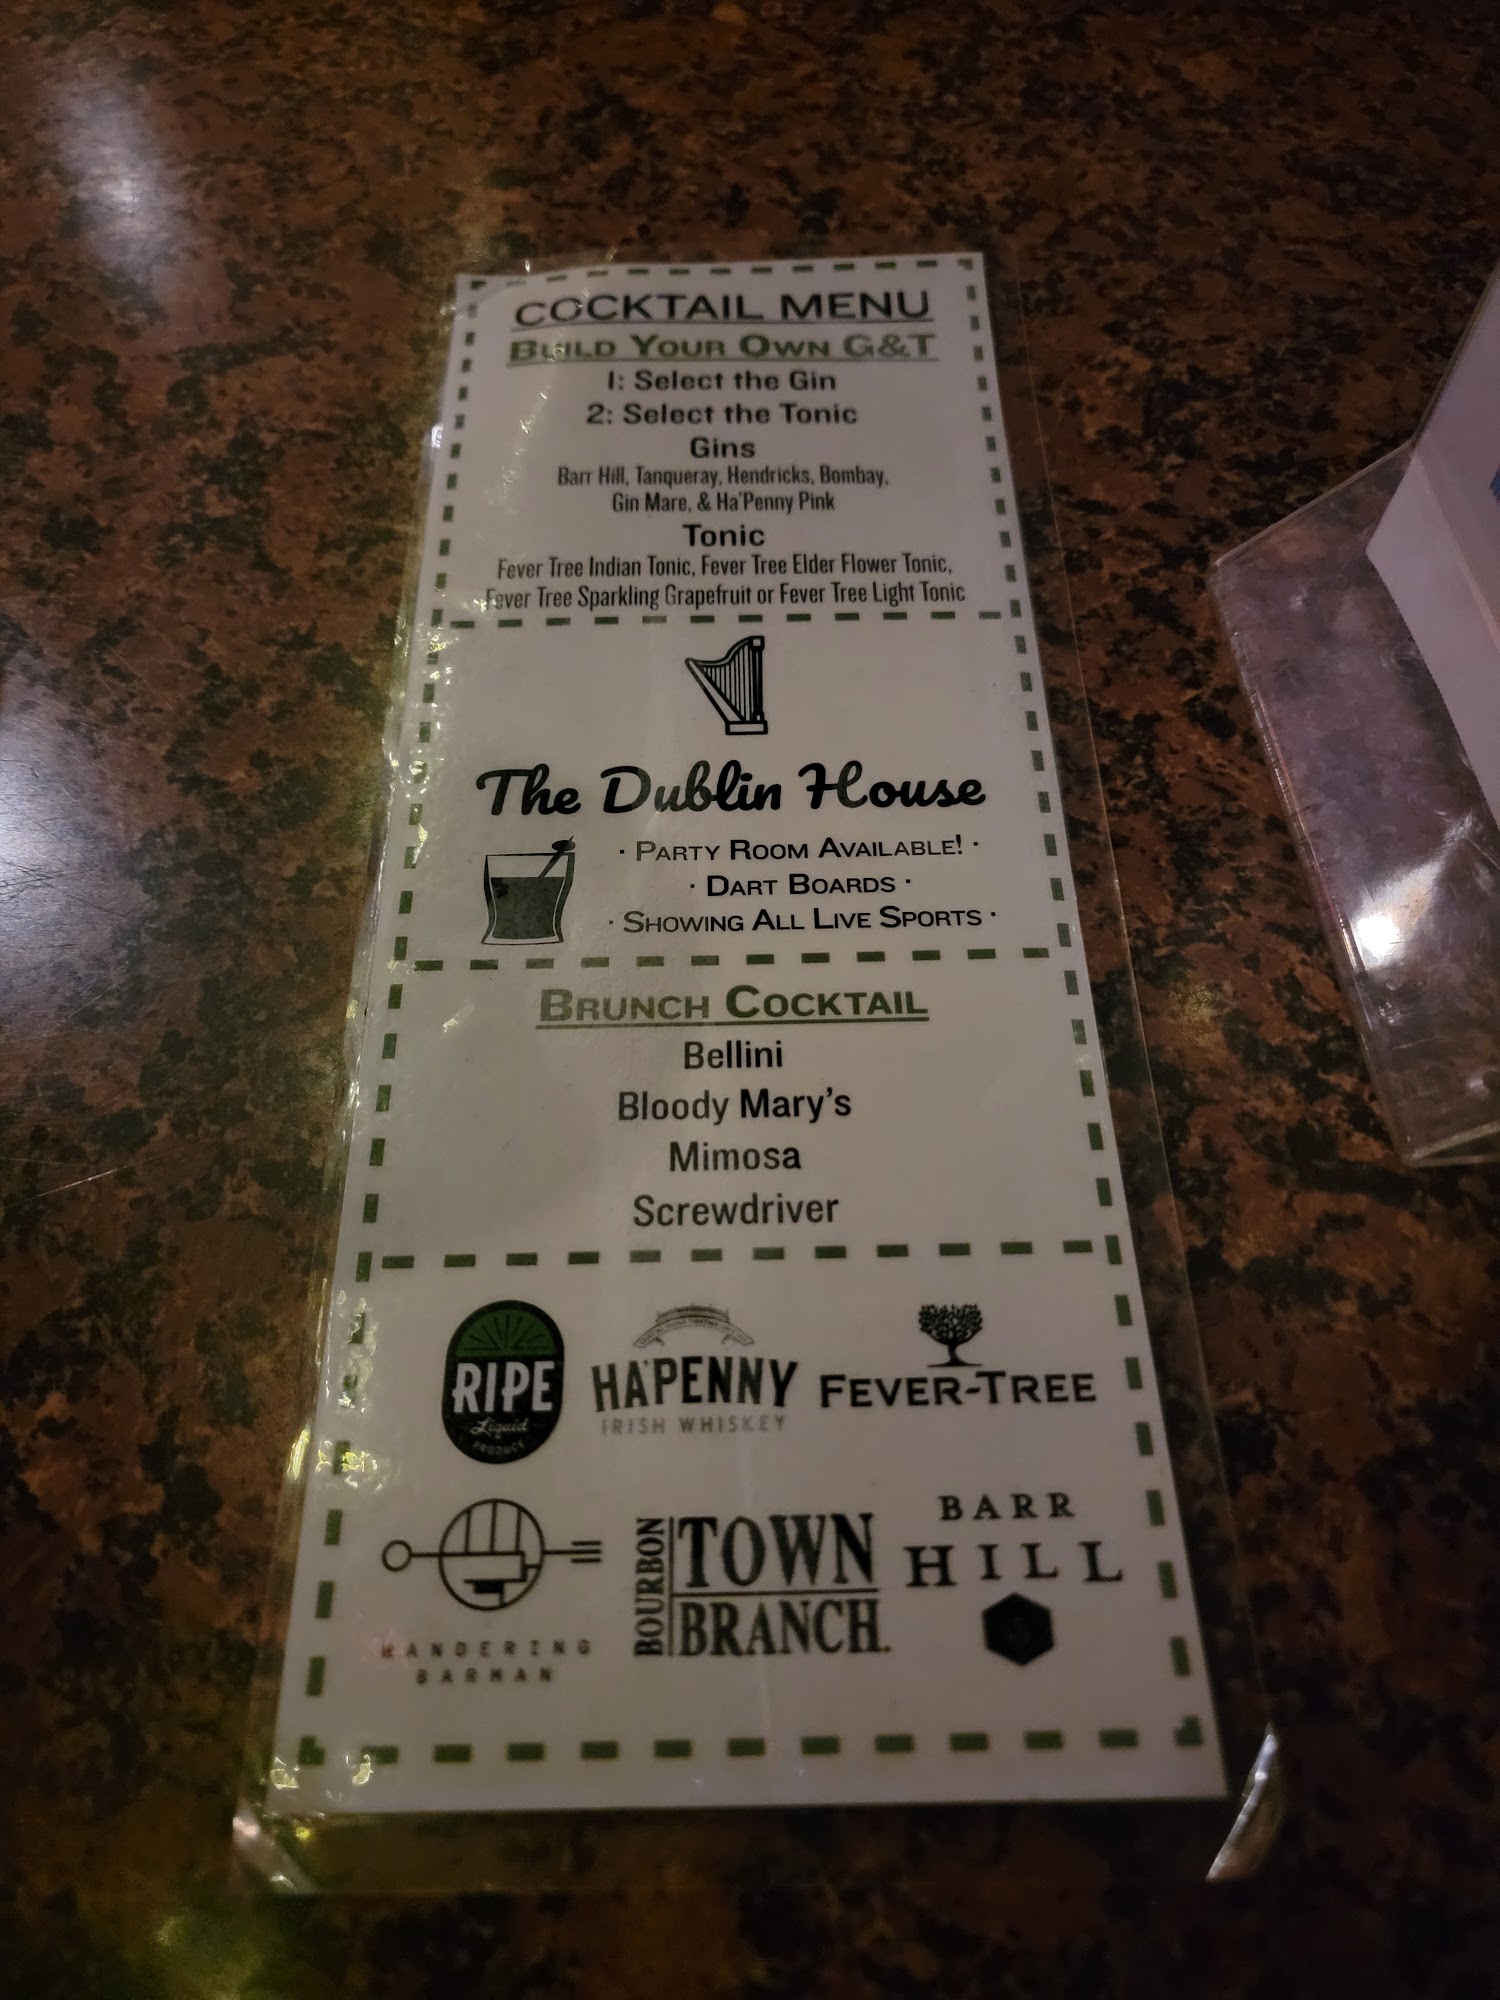 COCKTAIL MENU
BUILD YOUR OWN G&T
1: Select the Gin
2: Select the Tonic
Gins
Barr Hill, Tanqueray, Hendricks, Bombay,
Gin Mare, & Ha'Penny Pink
Tonic
Fever Tree Indian Tonic, Fever Tree Elder Flower Tonic,
Fever Tree Sparkling Grapefruit or Fever Tree Light Tonic
The Dublin House
· PARTY ROOM AVAILABLE! ·
· DART BOARDS ·
· SHOWING ALL LIVE SPORTS ·
BRUNCH COCKTAIL
Bellini
Bloody Mary's
Mimosa
Screwdriver
RIPE
Liquid
PRODUCE
HA'PENNY
IRISH WHISKEY
FEVER-TREE
WANDERING
BARMAN
BOURBON
TOWN
BRANCH.
BARR
HILL